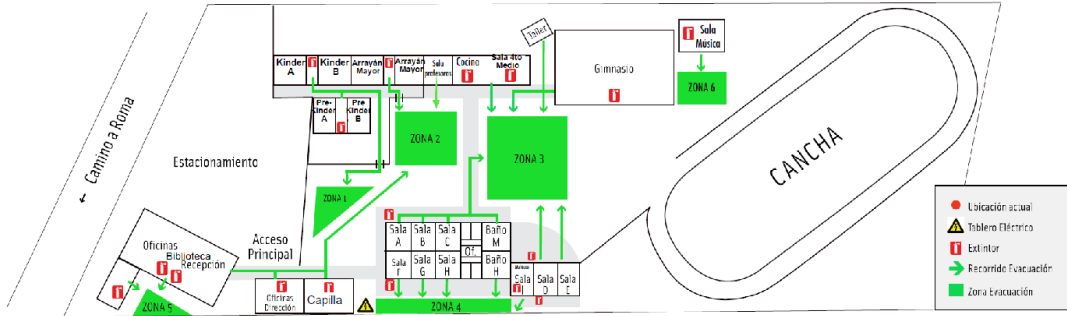 ← Camino a Roma
Estacionamiento
Acceso
Principal
Kinder
A
Kinder
B
Arrayán
Mayor
Arrayán
Mayor
Sala
profesores
Cocina
Sala 4to
Medio
Taller
Gimnasio
Sala
Música
ZONA 6
Pre-
Kinder
A
Pre
Kinder
B
ZONA 2
ZONA 3
ZONA 1
CANCHA
Oficinas
Biblioteca
Recepción
ZONA 5
Oficinas
Dirección
Capilla
Sala
A
Sala
B
Sala
C
Of.
Baño
M
Sala
F
Sala
G
Sala
H
Baño
H
Sala
Sala
D
Sala
E
ZONA 4
Ubicación actual
Tablero Eléctrico
Extintor
Recorrido Evacuación
Zona Evacuación